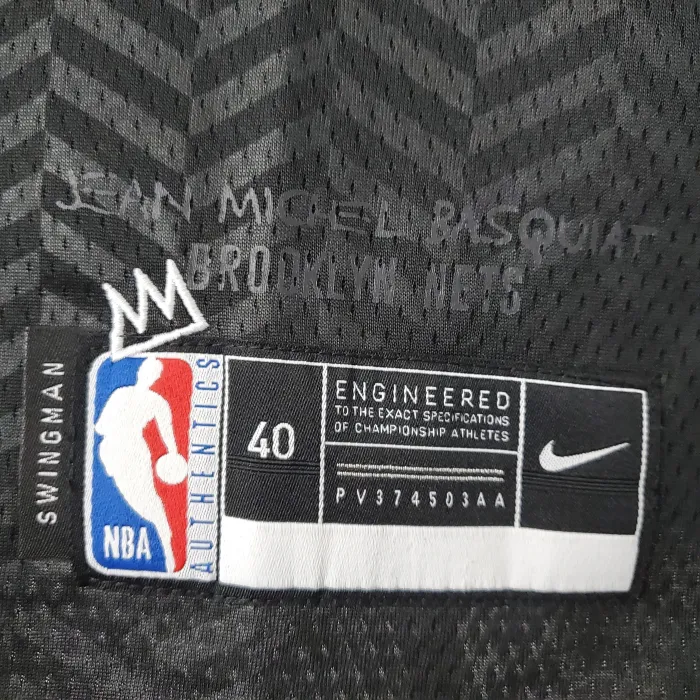 JEAN MICHEL BASQUIAT
BROOKLYN NETS
SWINGMAN
NBA
AUTHENTICS
40
ENGINEERED
TO THE EXACT SPECIFICATIONS
OF CHAMPIONSHIP ATHLETES
PV374503AA